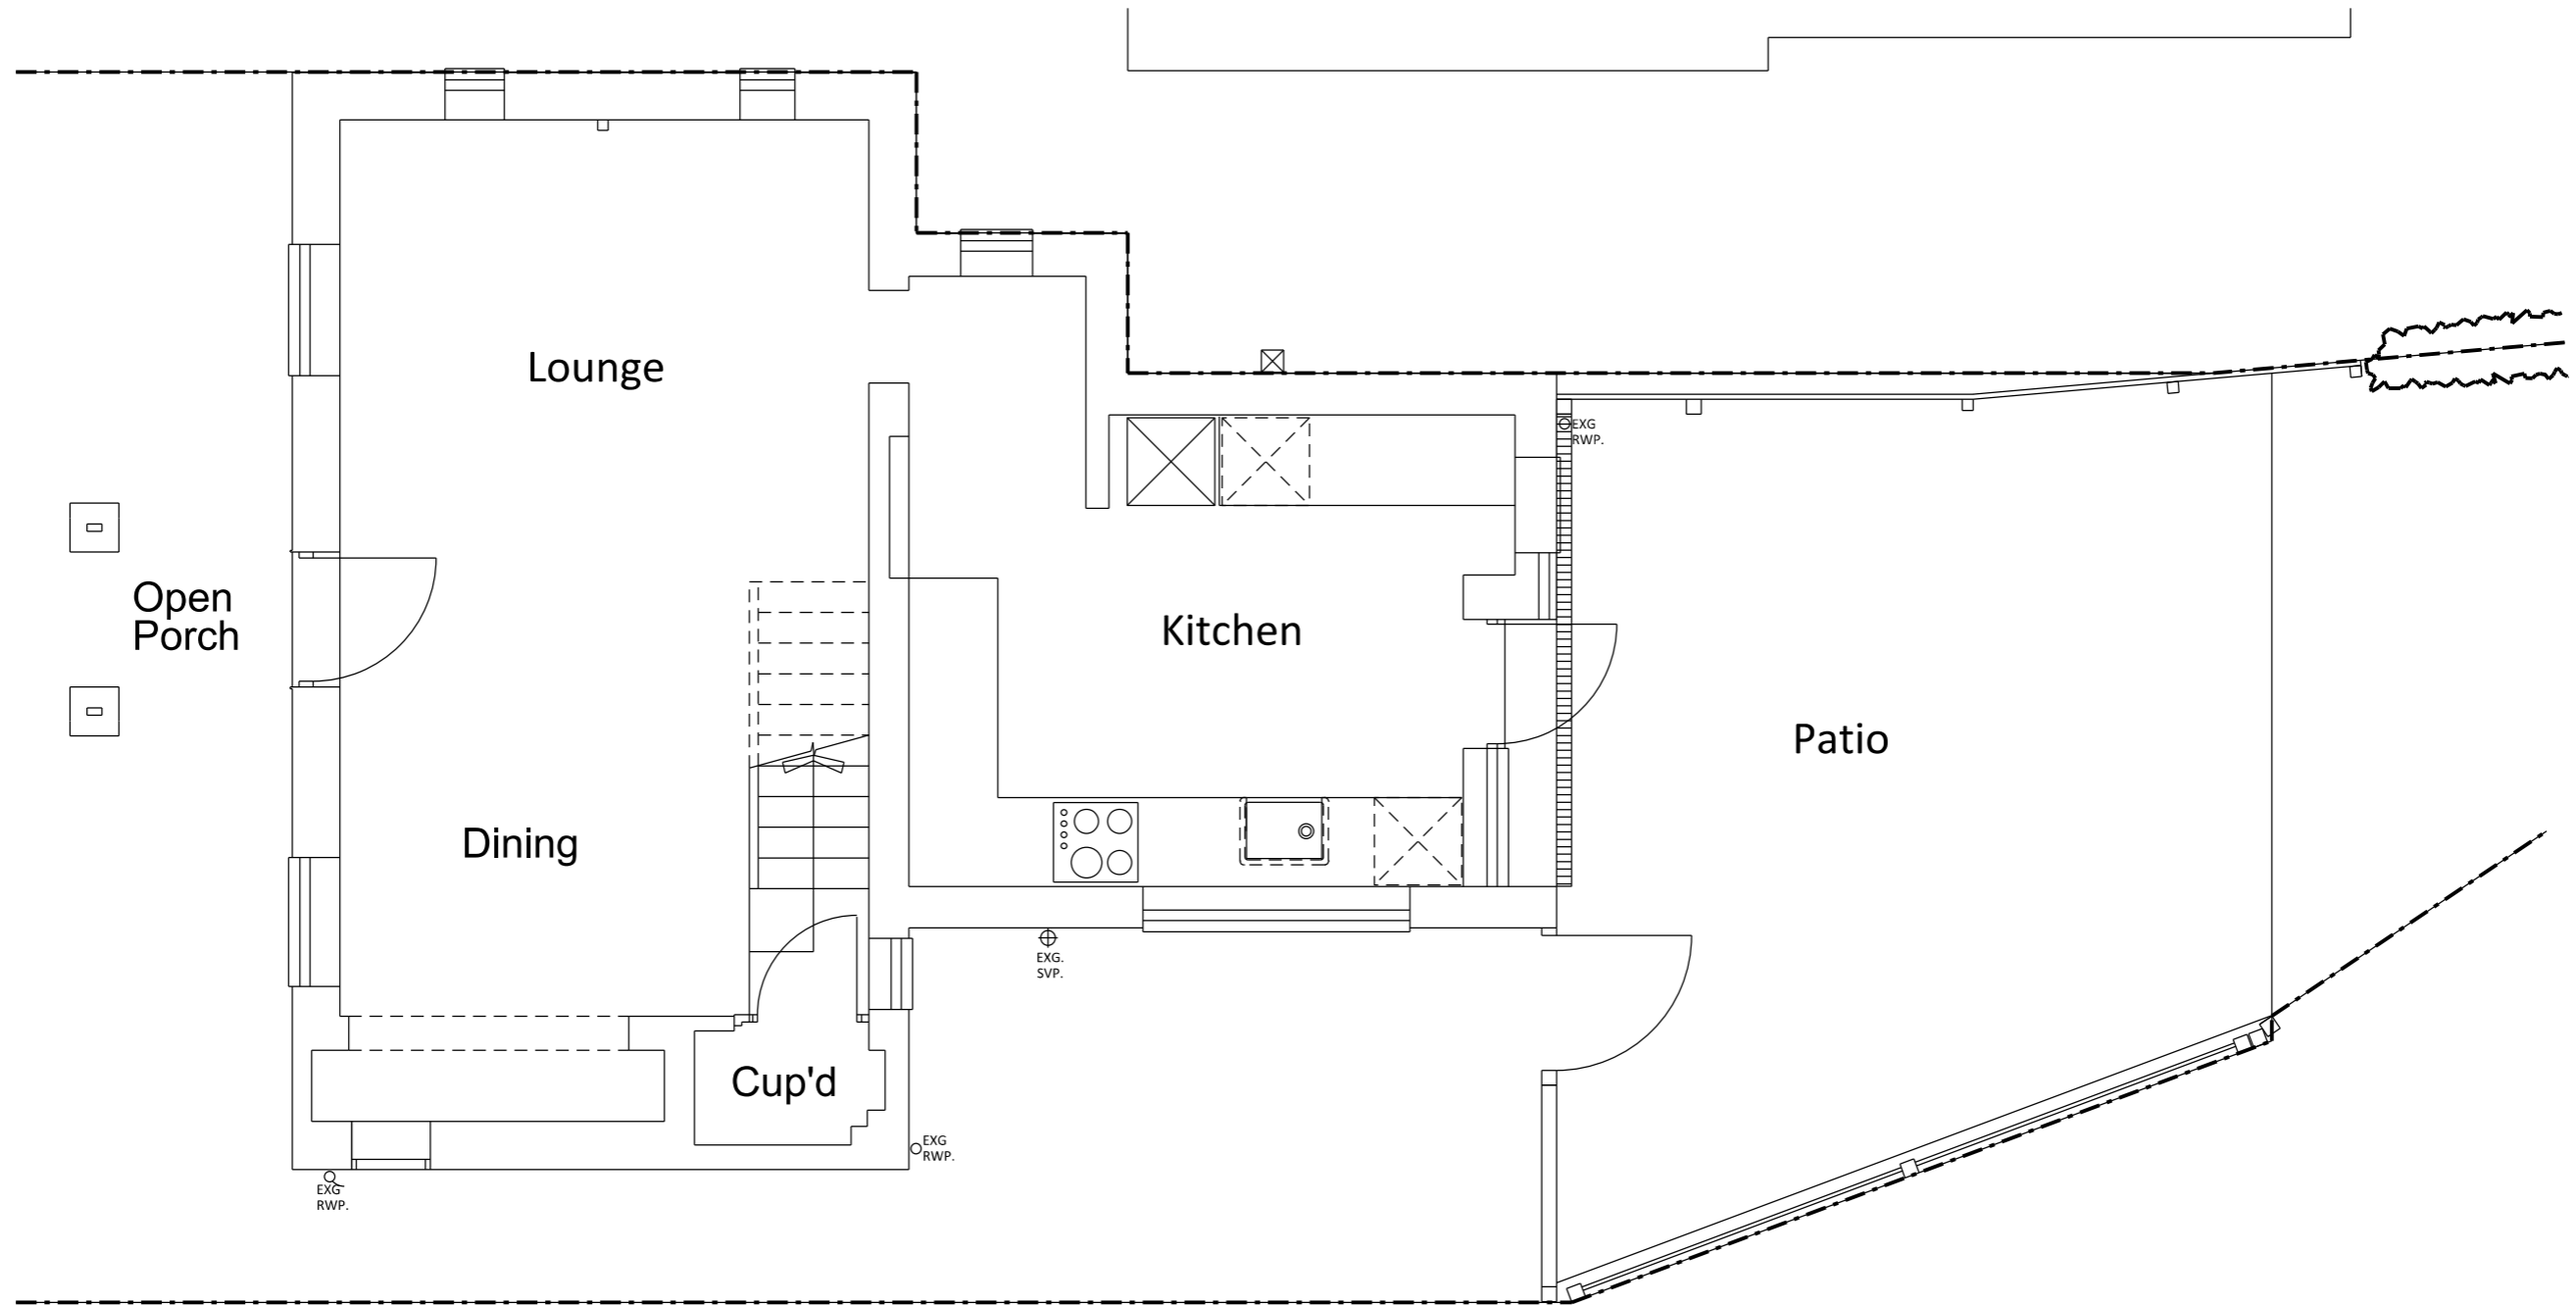 Lounge
EXG
RWP.
Open
Porch
Kitchen
Patio
Dining
EXG.
SVP.
Cup'd
EXG
RWP.
EXG
RWP.